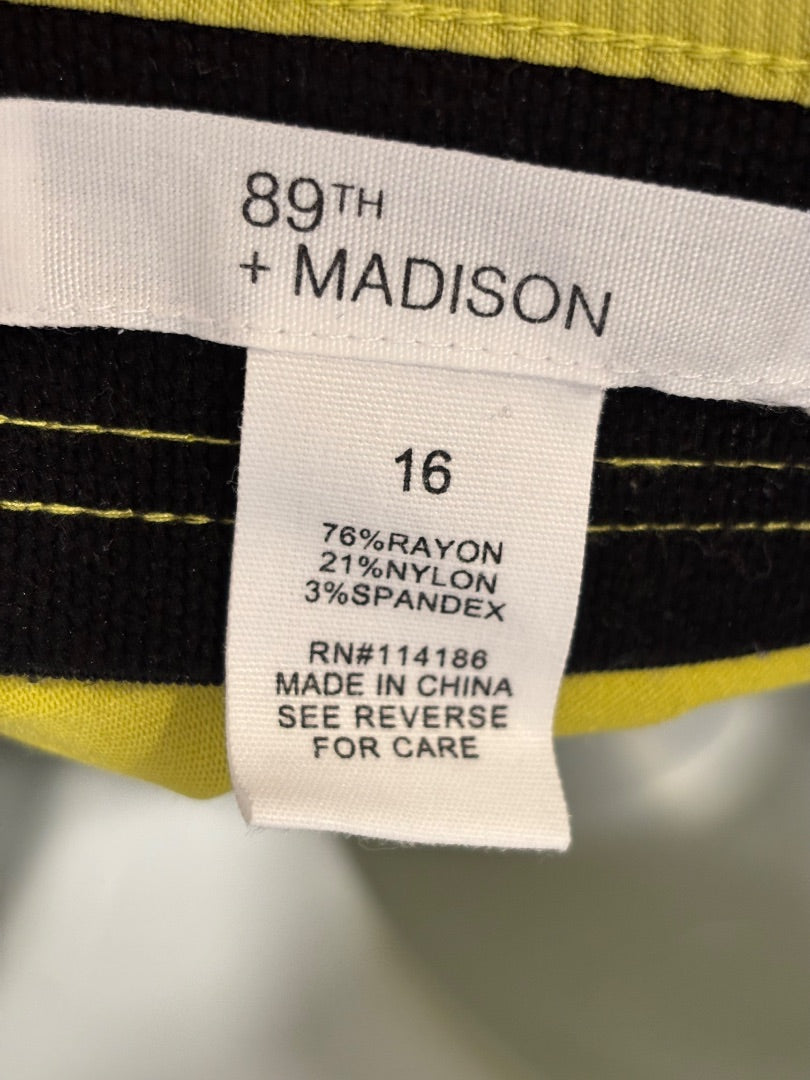 89TH
+ MADISON
16
76%RAYON
21%NYLON
3%SPANDEX
RN#114186
MADE IN CHINA
SEE REVERSE
FOR CARE